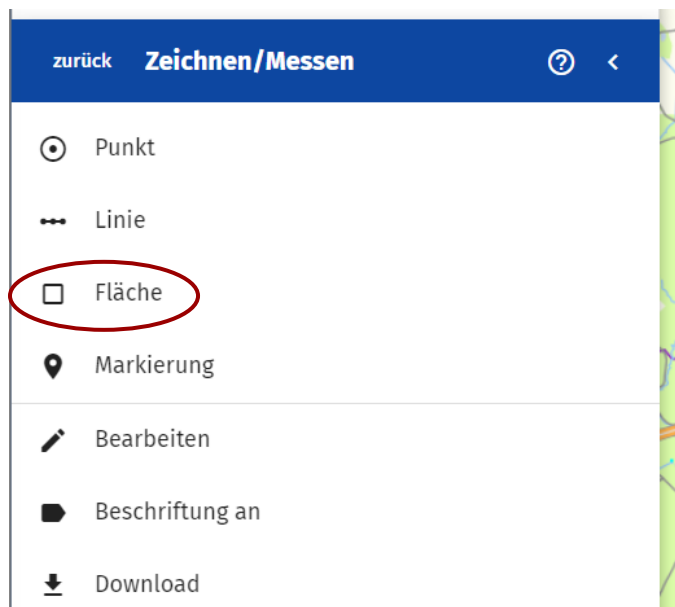 zurück Zeichnen/Messen
Punkt
Linie
Fläche
Markierung
Bearbeiten
Beschriftung an
Download